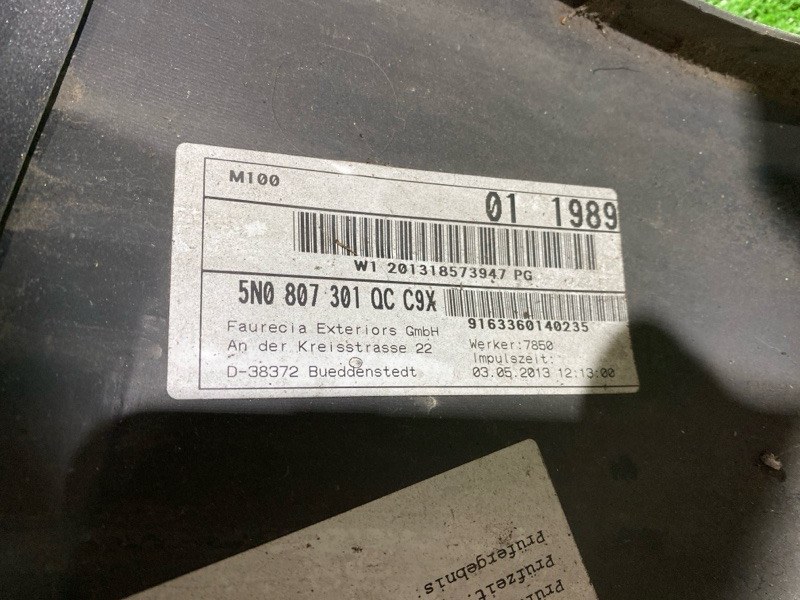 M100
01 1989
W1 201318573947 PG
5N0 807 301 QC C9X
9163360140235
Faurecia Exteriors GmbH
An der Kreisstrasse 22
D-38372 Bueddenstedt
Werker:7850
Impulszeit:
03.05.2013 12:13:00
Prüfergebnis:
Prüfzeit: